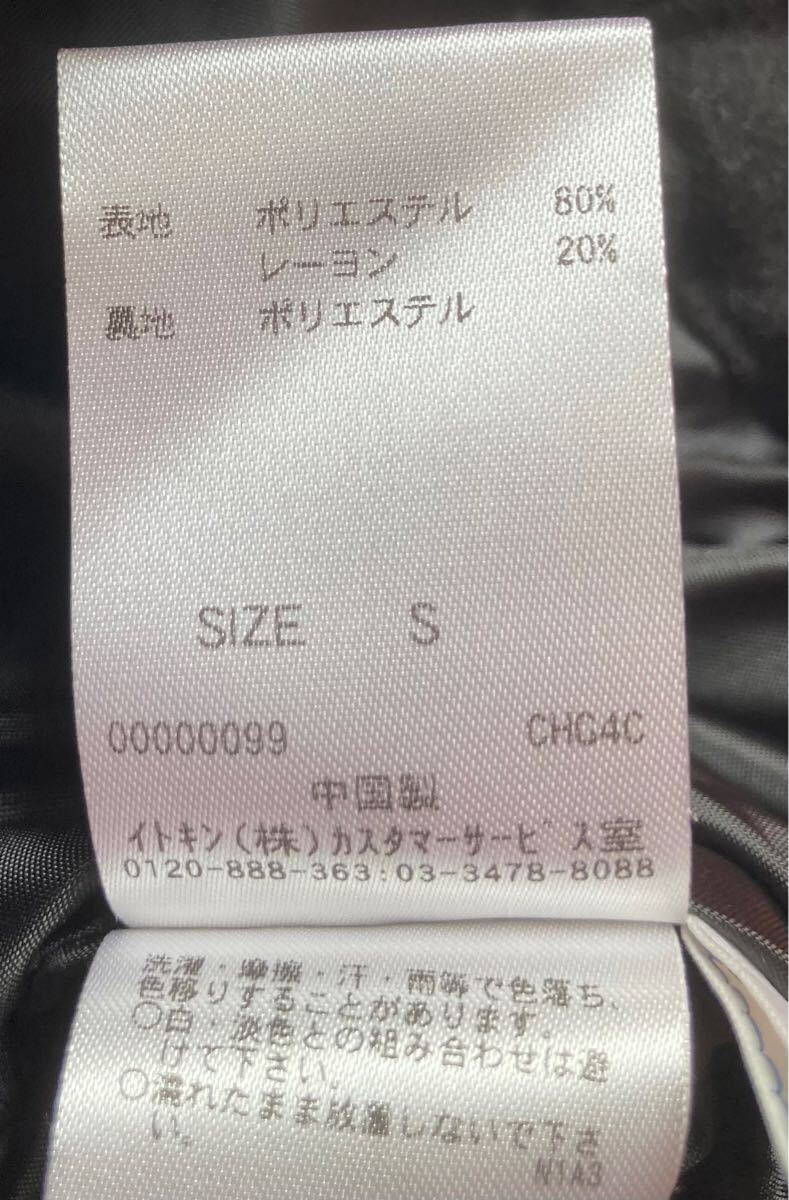 表地 ポリエステル 80%
レーヨン 20%
裏地 ポリエステル
SIZE S
00000099 CHG4C
中国製
イトキン(株)カスタマーサービス室
0120-888-363:03-3478-8088
洗濯・摩擦・汗・雨等で色落ち、
色移りすることがあります。
○白・淡色との組み合わせは避
けて下さい。
○濡れたまま放置しないで下さ
い。
N1A3